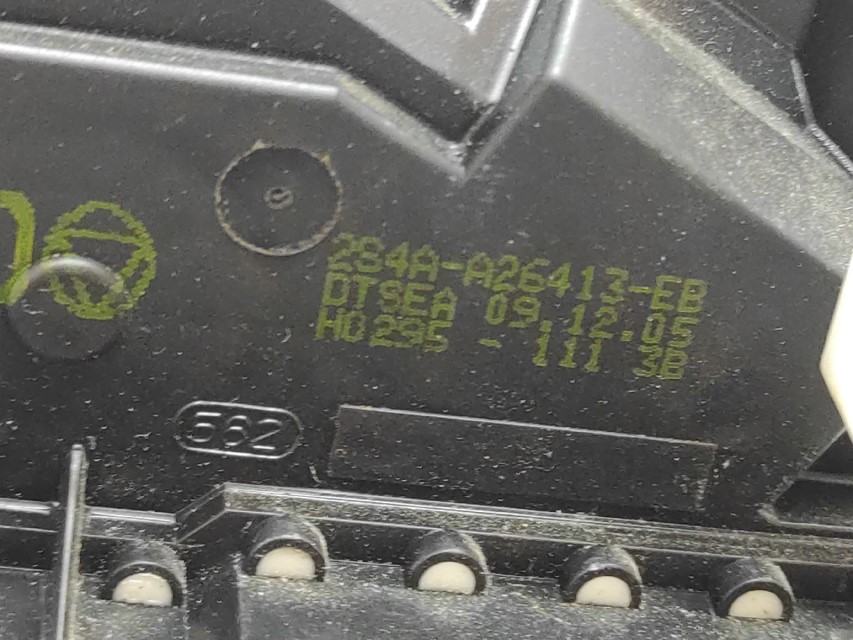 2S4A-A26413-EB
DTSEA 09.12.05
H0295 - 111 3B
562